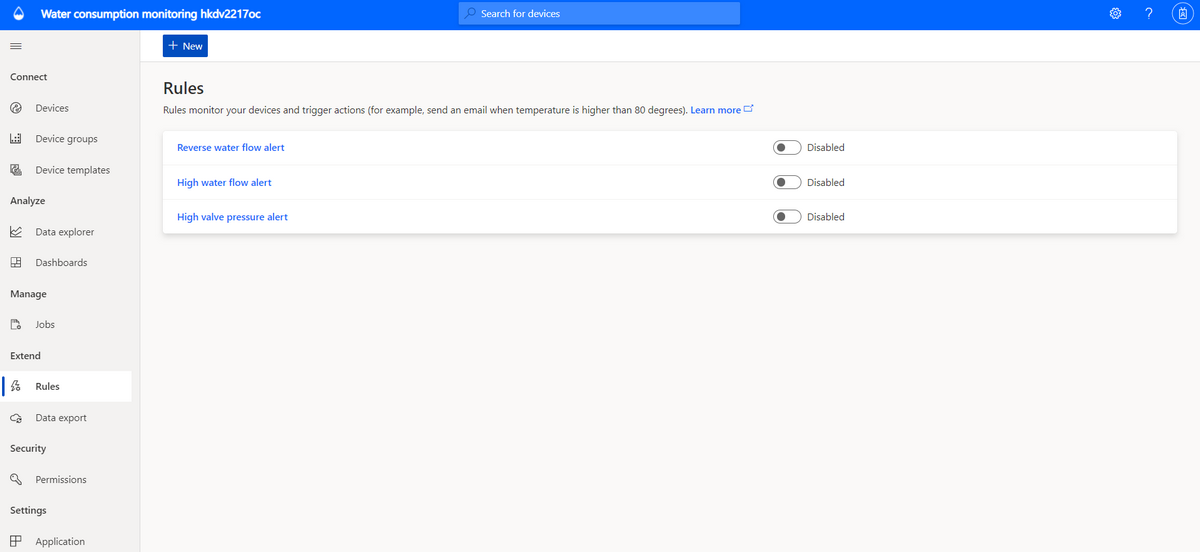 Water consumption monitoring hkdv2217oc
Search for devices
?
New
Connect
Devices
Device groups
Device templates
Analyze
Data explorer
Dashboards
Manage
Jobs
Extend
Rules
Data export
Security
Permissions
Settings
Application
Rules
Rules monitor your devices and trigger actions (for example, send an email when temperature is higher than 80 degrees). Learn more
Reverse water flow alert Disabled
High water flow alert Disabled
High valve pressure alert Disabled